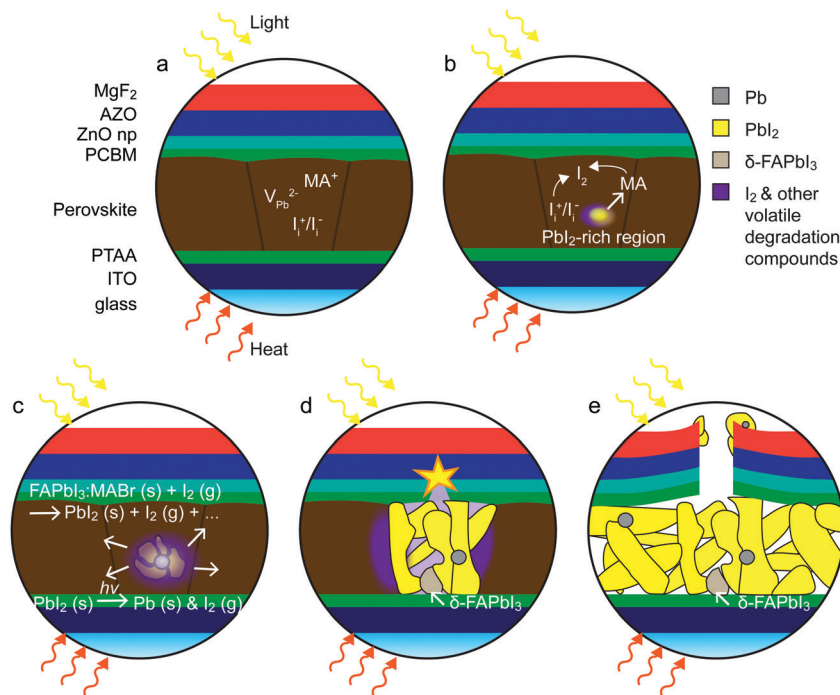 Light
a
b
MgF₂
AZO
ZnO np
PCBM
Perovskite
PTAA
ITO
glass
Heat
MA⁺
V_Pb²⁻
Iᵢ⁺/Iᵢ⁻
I₂
MA
Iᵢ⁺/Iᵢ⁻
PbI₂-rich region
Pb
PbI₂
δ-FAPbI₃
I₂ & other
volatile
degradation
compounds
c
d
e
FAPbI₃:MABr (s) + I₂ (g)
⟶ PbI₂ (s) + I₂ (g) + ...
hν
PbI₂ (s) ⟶ Pb (s) & I₂ (g)
δ-FAPbI₃
δ-FAPbI₃